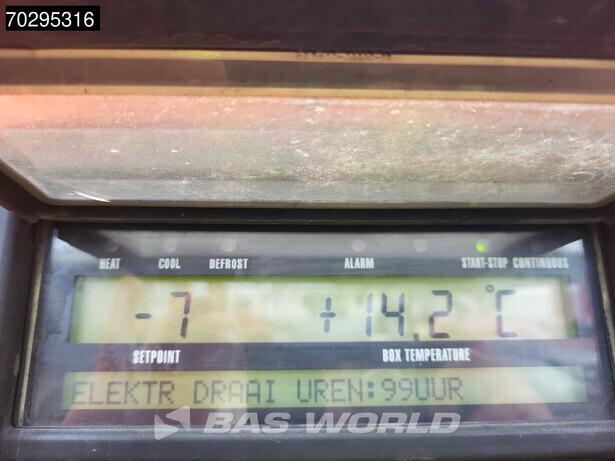 70295316
HEAT COOL DEFROST ALARM START-STOP CONTINUOUS
-7 +14.2 °C
SETPOINT BOX TEMPERATURE
ELEKTR DRAAI UREN:99UUR
BAS WORLD